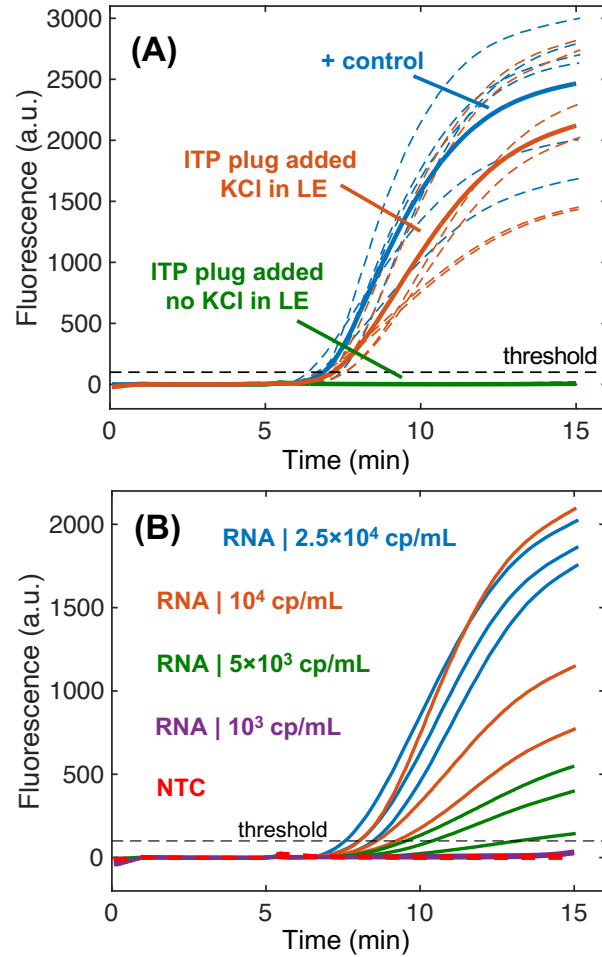 (A)
3000
2500
2000
1500
1000
500
0
Fluorescence (a.u.)
+ control
ITP plug added
KCl in LE
ITP plug added
no KCl in LE
threshold
0
5
10
15
Time (min)
(B)
2000
1500
1000
500
0
Fluorescence (a.u.)
RNA | 2.5×10⁴ cp/mL
RNA | 10⁴ cp/mL
RNA | 5×10³ cp/mL
RNA | 10³ cp/mL
NTC
threshold
0
5
10
15
Time (min)